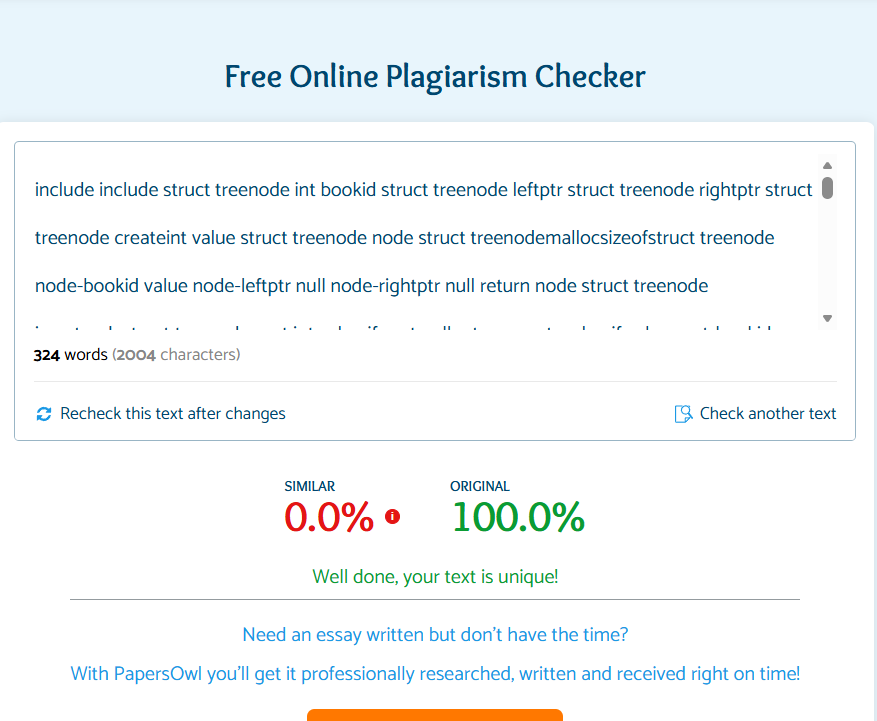 Free Online Plagiarism Checker
include include struct treenode int bookid struct treenode leftptr struct treenode rightptr struct
treenode createint value struct treenode node struct treenodemallocsizeofstruct treenode
node-bookid value node-leftptr null node-rightptr null return node struct treenode
324 words (2004 characters)
Recheck this text after changes
Check another text
SIMILAR
ORIGINAL
0.0%
100.0%
Well done, your text is unique!
Need an essay written but don't have the time?
With PapersOwl you'll get it professionally researched, written and received right on time!